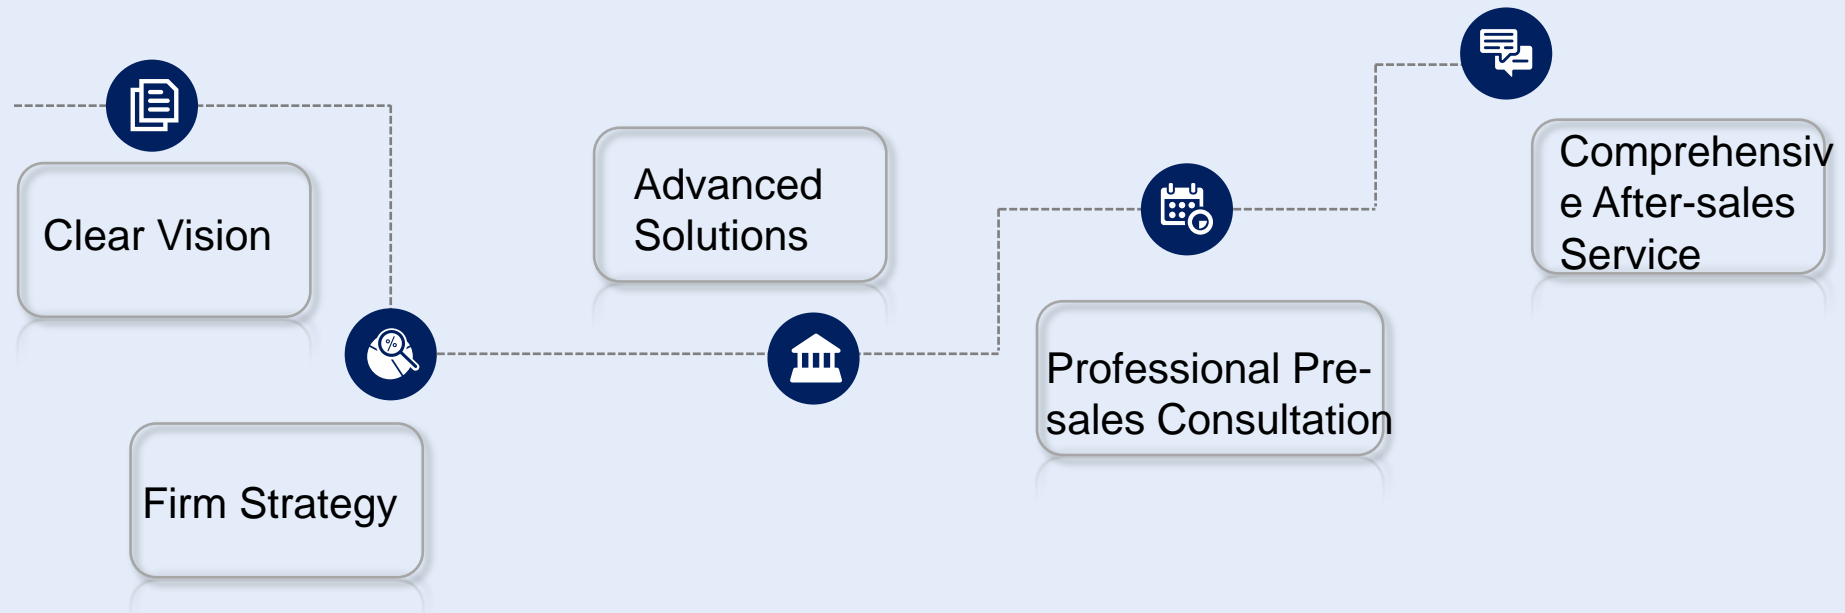 Clear Vision
Firm Strategy
Advanced
Solutions
Professional Pre-
sales Consultation
Comprehensiv
e After-sales
Service
%